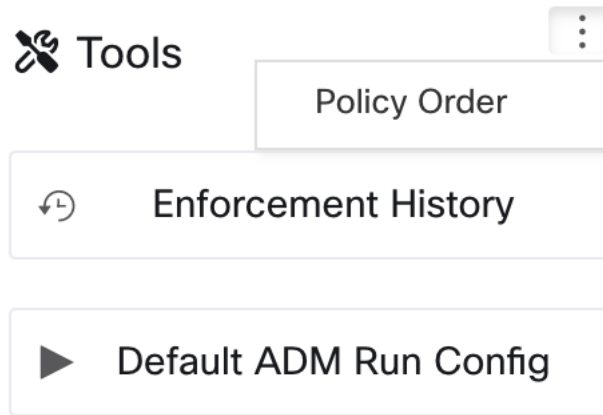 Tools
Policy Order
Enforcement History
Default ADM Run Config